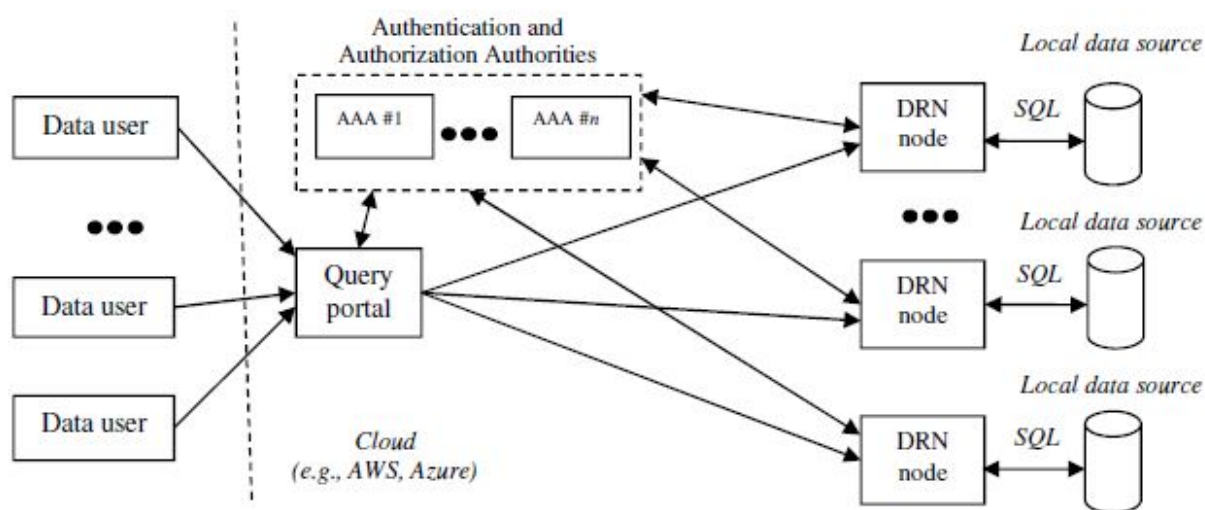 Authentication and
Authorization Authorities
Local data source
Data user
AAA #1
AAA #n
DRN
node
SQL
Local data source
Query
portal
Data user
DRN
node
SQL
Local data source
Data user
Cloud
(e.g., AWS, Azure)
DRN
node
SQL